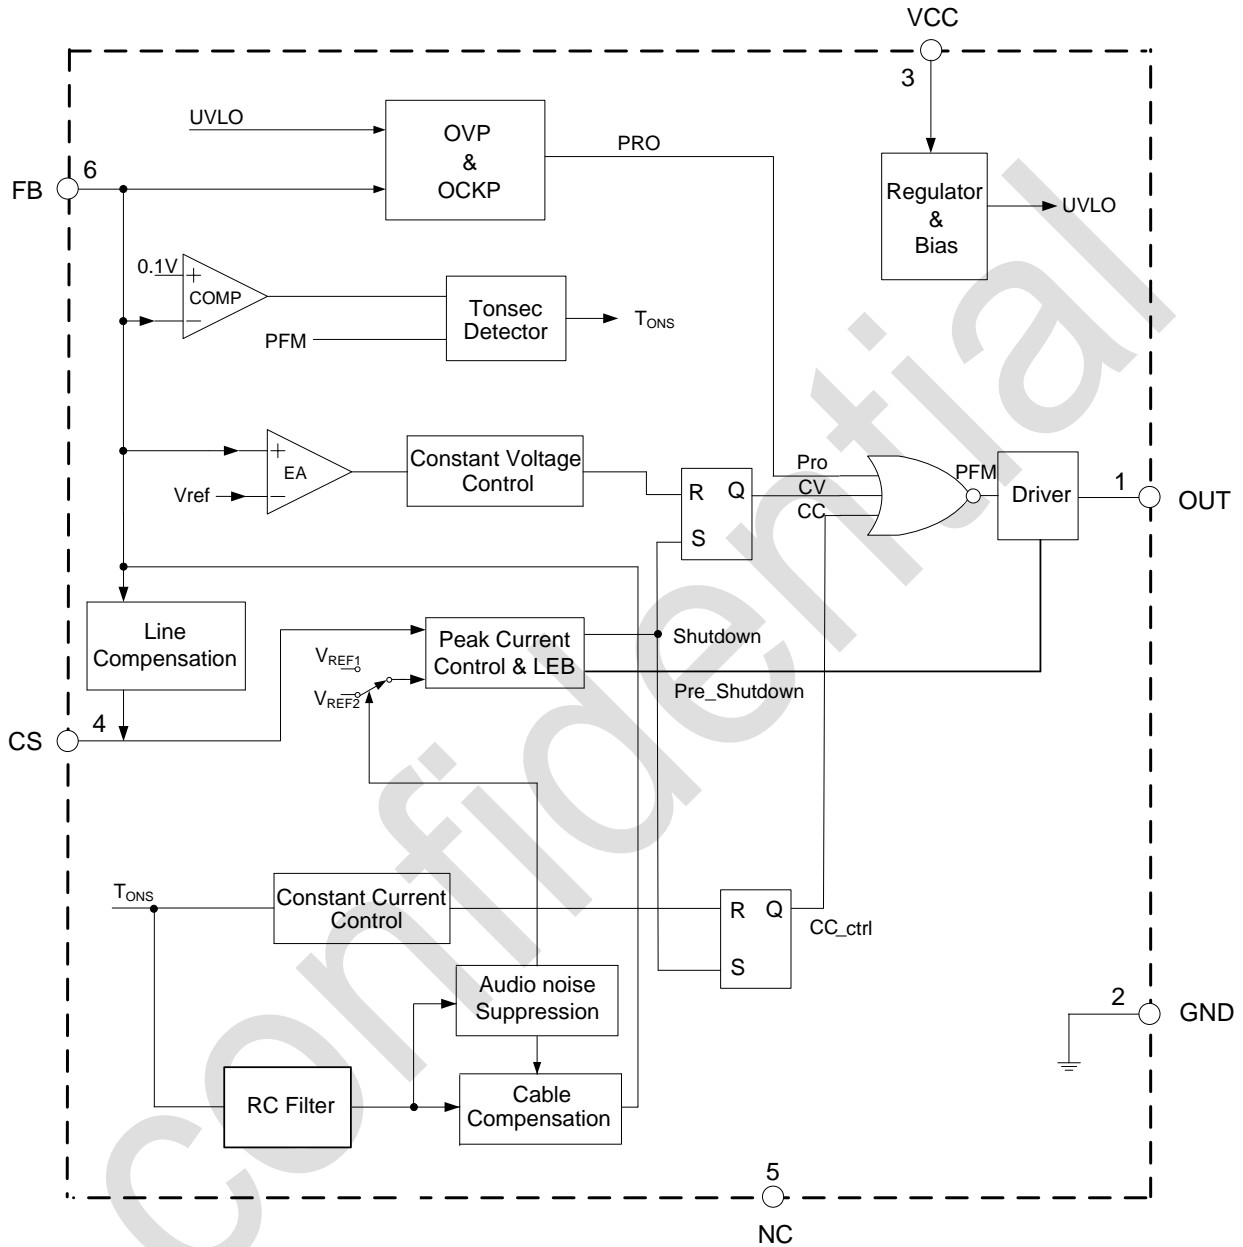 VCC
3
UVLO
OVP
&
OCKP
PRO
6
FB
Regulator
&
Bias
UVLO
0.1V
+
COMP
−
Tonsec
Detector
TONS
PFM
+
EA
−
Vref
Constant Voltage
Control
R Q
S
Pro
CV
CC
PFM
Driver
1
OUT
Line
Compensation
VREF1
VREF2
Peak Current
Control & LEB
Shutdown
Pre_Shutdown
4
CS
TONS
Constant Current
Control
R Q
S
CC_ctrl
Audio noise
Suppression
2
GND
RC Filter
Cable
Compensation
5
NC
confidential